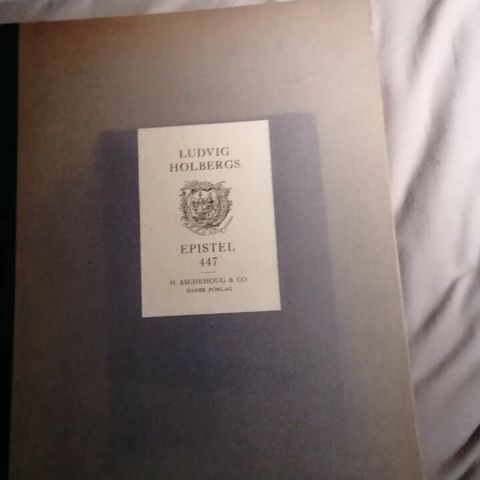 LUDVIG
HOLBERGS
EPISTEL
447
H. ASCHEHOUG & CO
DANSK FORLAG